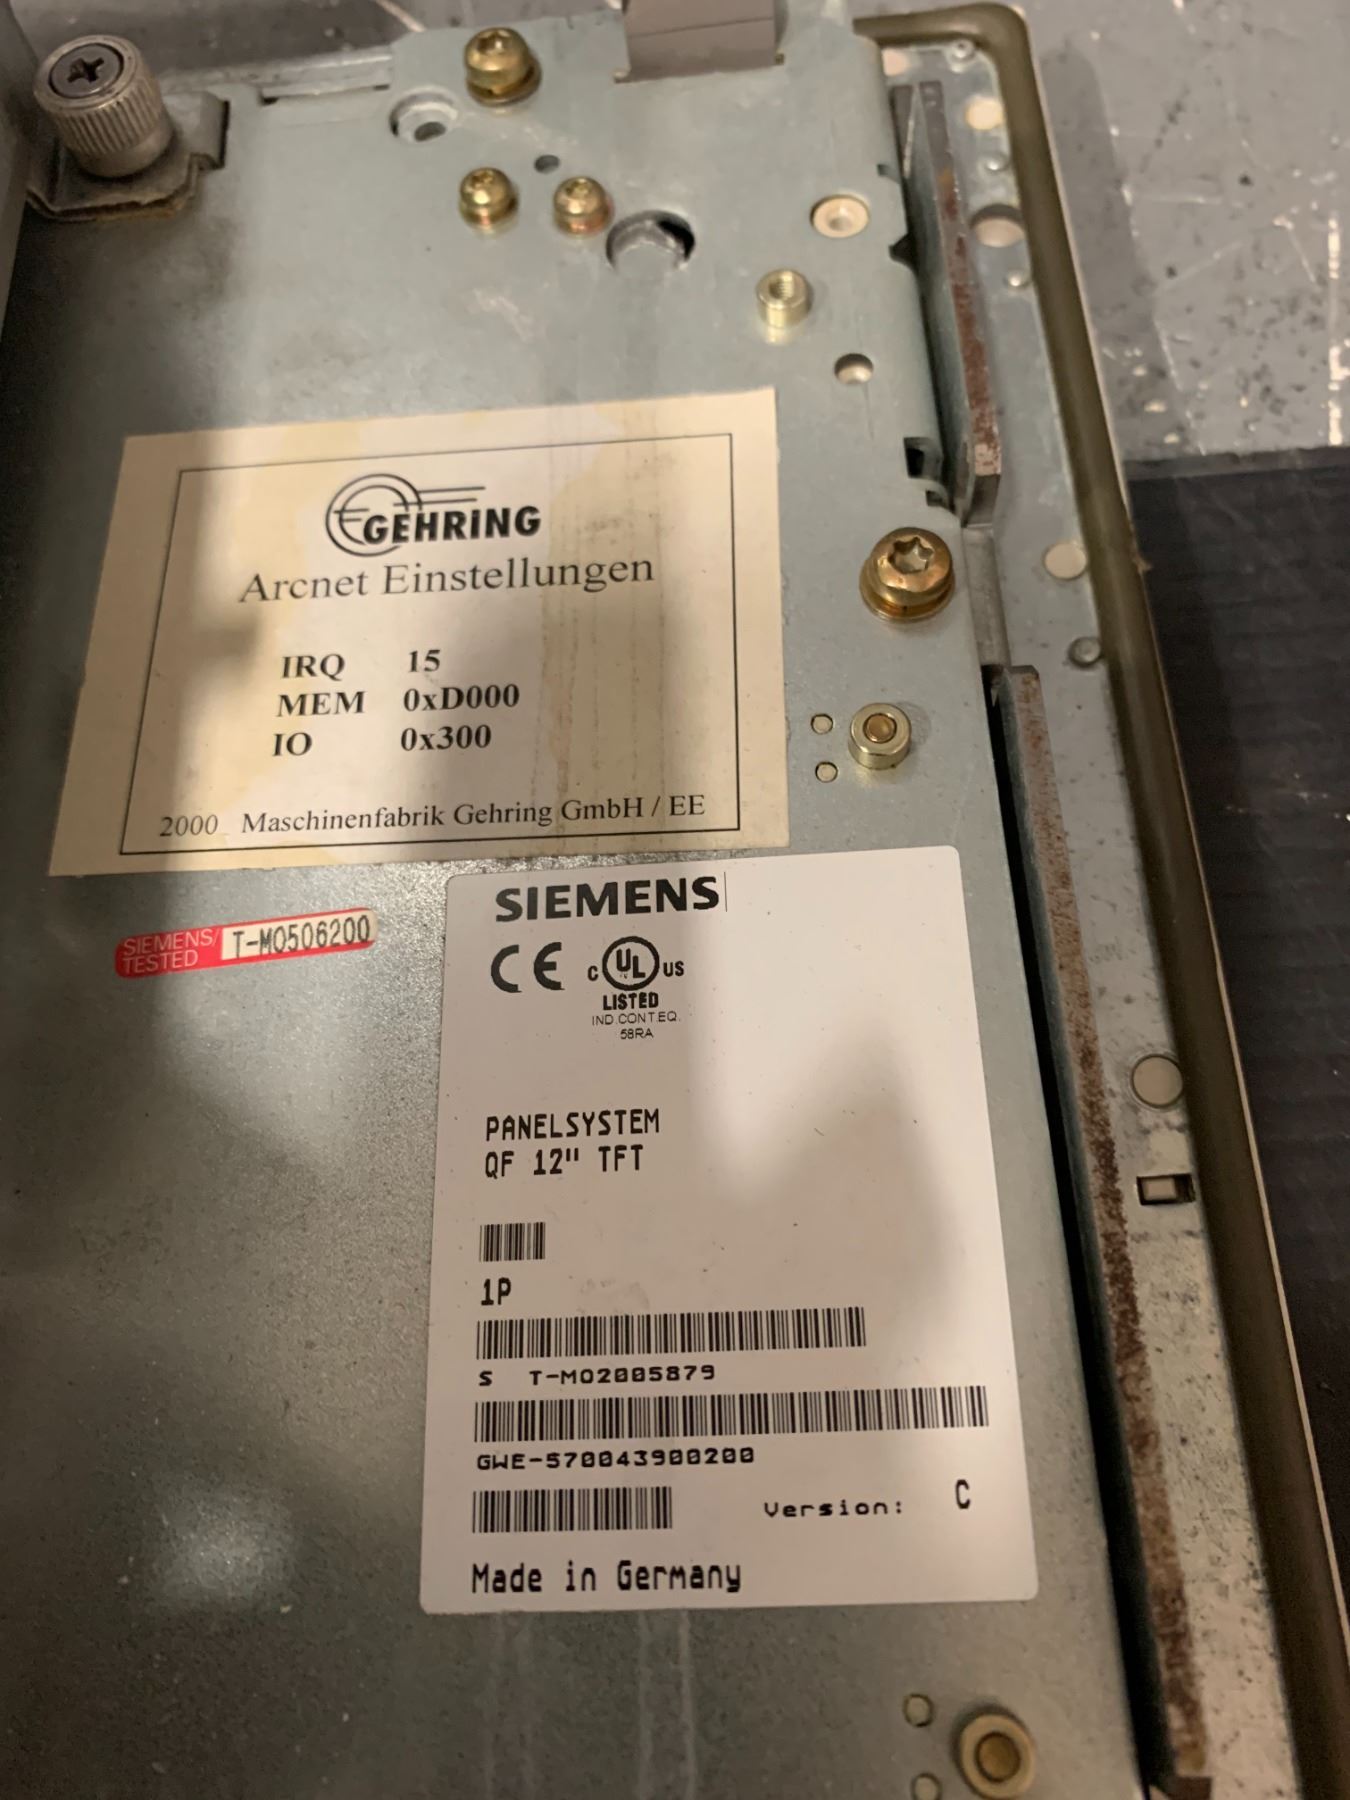 GEHRING
Arcnet Einstellungen
IRQ 15
MEM 0xD000
IO 0x300
2000 Maschinenfabrik Gehring GmbH / EE
SIEMENS/
TESTED
T-M0506200
SIEMENS
CE
C UL US
LISTED
IND.CONT.EQ.
58RA
PANELSYSTEM
QF 12" TFT
1P
S T-M02005879
GWE-570043900200
Version: C
Made in Germany